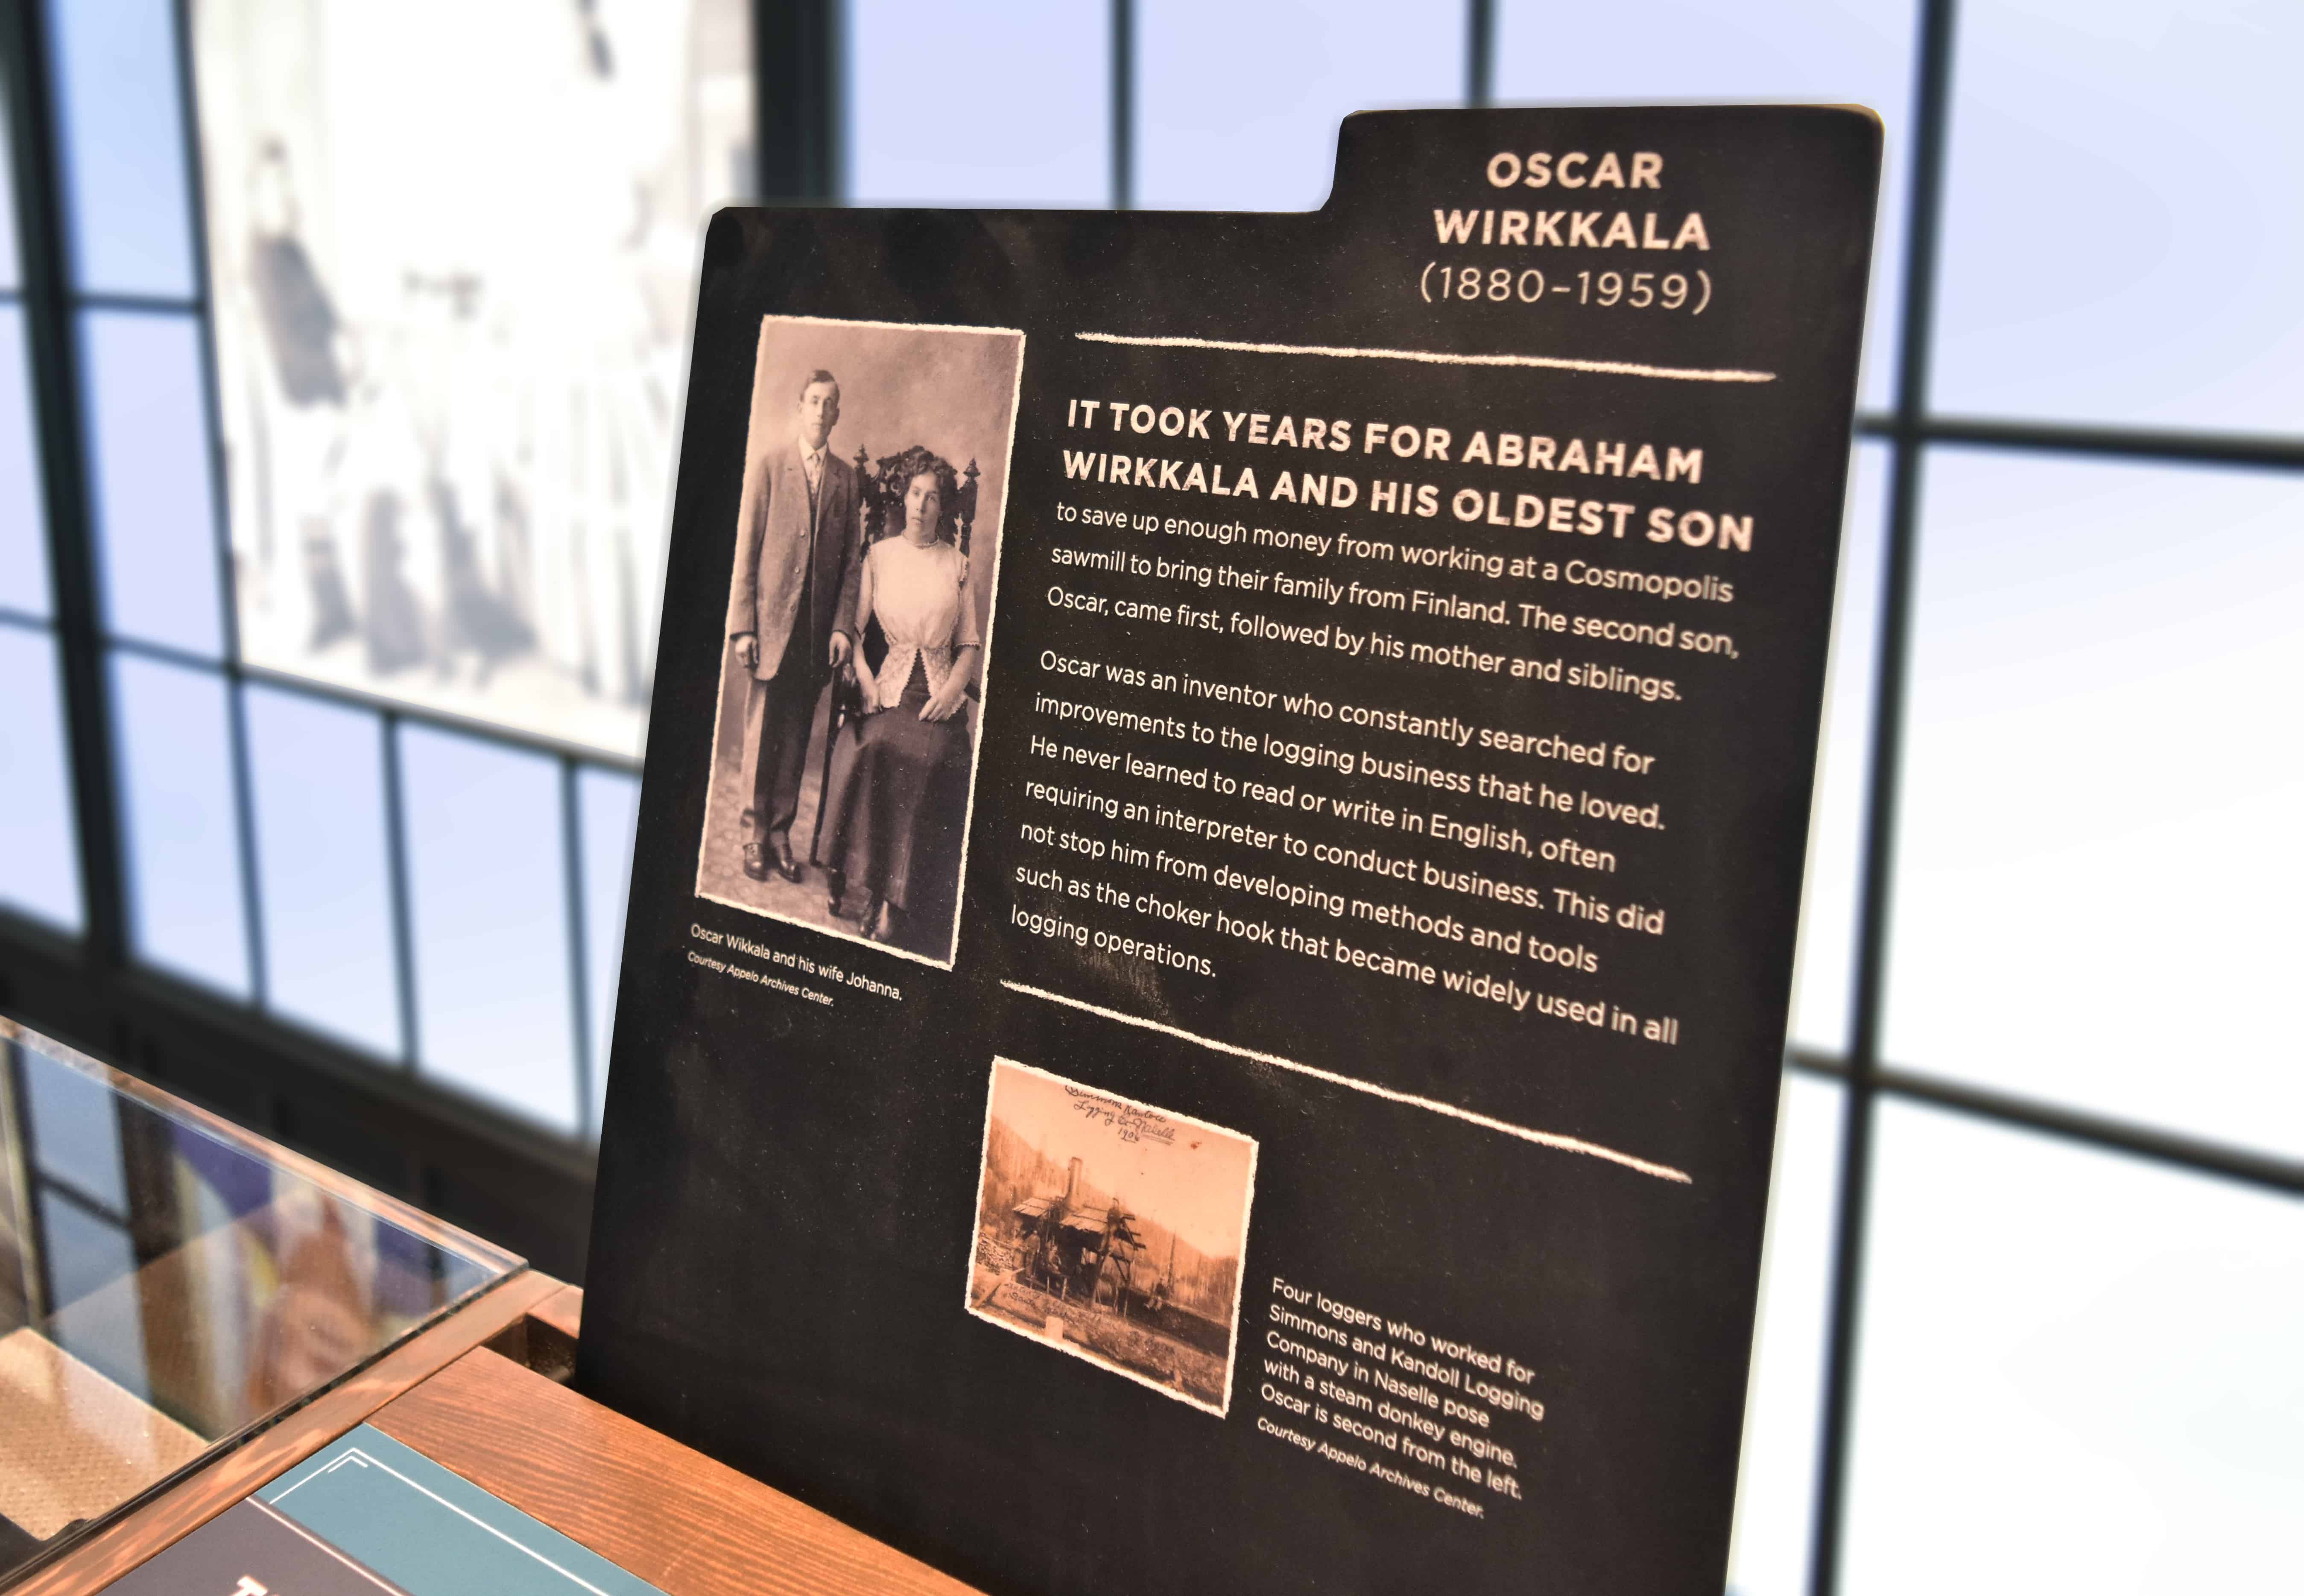 OSCAR
WIRKKALA
(1880–1959)
IT TOOK YEARS FOR ABRAHAM
WIRKKALA AND HIS OLDEST SON
to save up enough money from working at a Cosmopolis
sawmill to bring their family from Finland. The second son,
Oscar, came first, followed by his mother and siblings.
Oscar was an inventor who constantly searched for
improvements to the logging business that he loved.
He never learned to read or write in English, often
requiring an interpreter to conduct business. This did
not stop him from developing methods and tools
such as the choker hook that became widely used in all
logging operations.
Oscar Wikkala and his wife Johanna.
Courtesy Appelo Archives Center.
Logging Co Naselle
1906
Four loggers who worked for
Simmons and Kandoll Logging
Company in Naselle pose
with a steam donkey engine.
Oscar is second from the left.
Courtesy Appelo Archives Center.